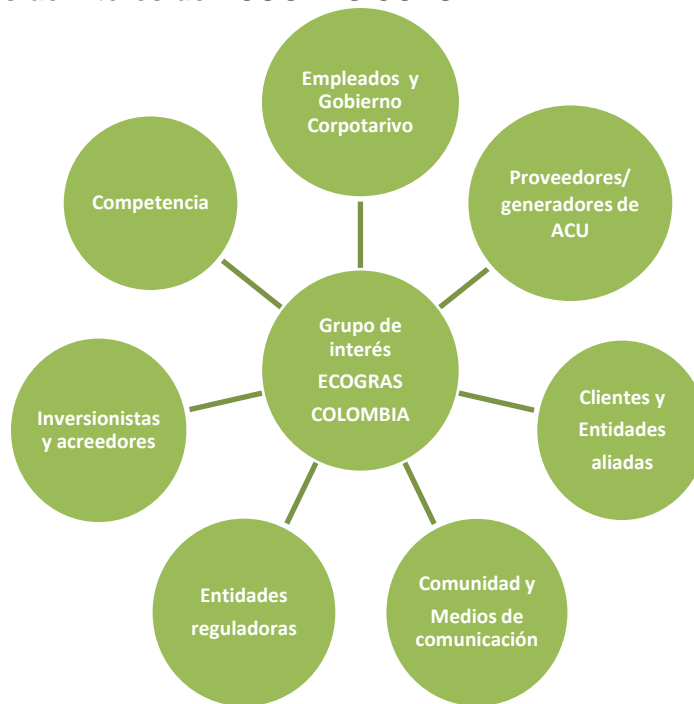 Empleados y
Gobierno
Corpotarivo
Proveedores/
generadores de
ACU
Clientes y
Entidades
aliadas
Comunidad y
Medios de
comunicación
Entidades
reguladoras
Inversionistas
y acreedores
Competencia
Grupo de
interés
ECOGRAS
COLOMBIA